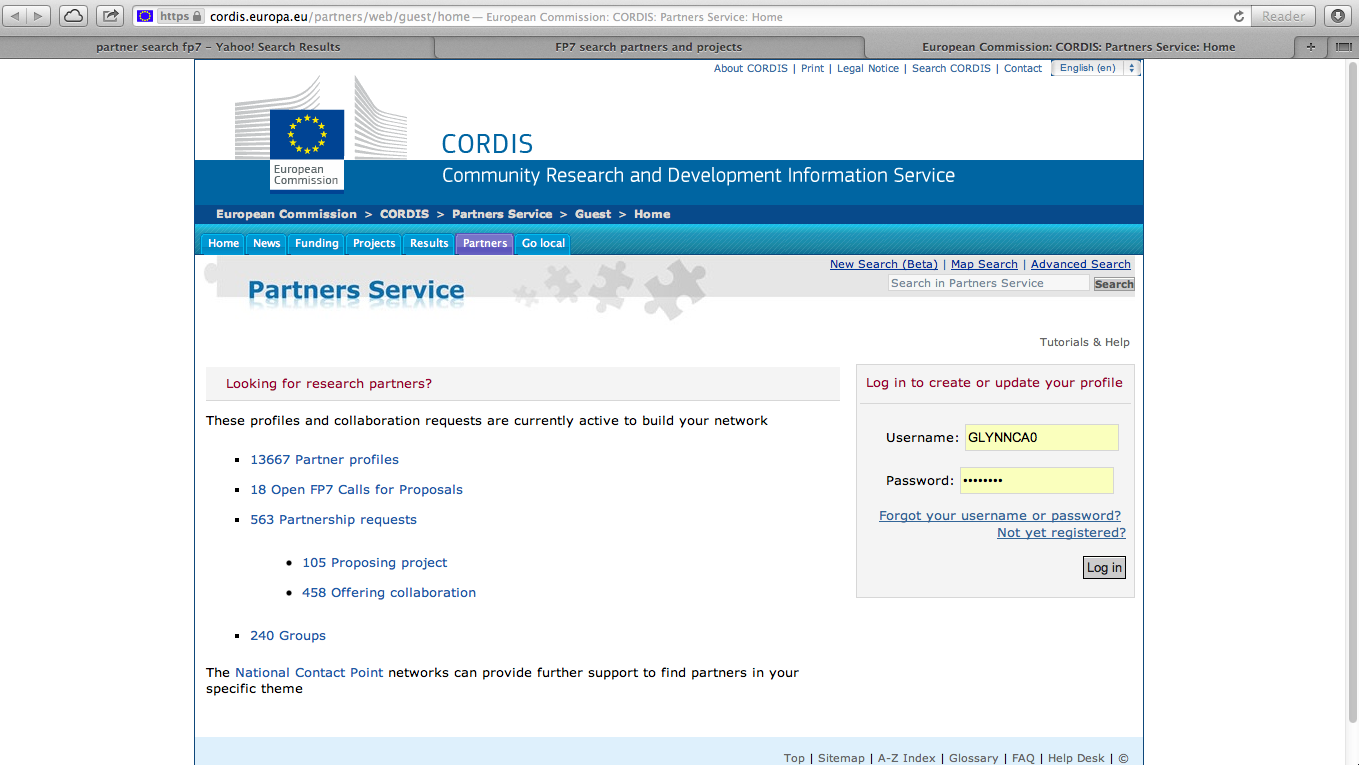 https cordis.europa.eu/partners/web/guest/home — European Commission: CORDIS: Partners Service: Home
Reader
partner search fp7 - Yahoo! Search Results
FP7 search partners and projects
European Commission: CORDIS: Partners Service: Home
About CORDIS | Print | Legal Notice | Search CORDIS | Contact
English (en)
CORDIS
European
Commission
Community Research and Development Information Service
European Commission > CORDIS > Partners Service > Guest > Home
Home News Funding Projects Results Partners Go local
New Search (Beta) | Map Search | Advanced Search
Search in Partners Service
Search
Partners Service
Tutorials & Help
Looking for research partners?
These profiles and collaboration requests are currently active to build your network
13667 Partner profiles
18 Open FP7 Calls for Proposals
563 Partnership requests
105 Proposing project
458 Offering collaboration
240 Groups
The National Contact Point networks can provide further support to find partners in your
specific theme
Log in to create or update your profile
Username: GLYNNCA0
Password: ••••••••
Forgot your username or password?
Not yet registered?
Log in
Top | Sitemap | A-Z Index | Glossary | FAQ | Help Desk | ©